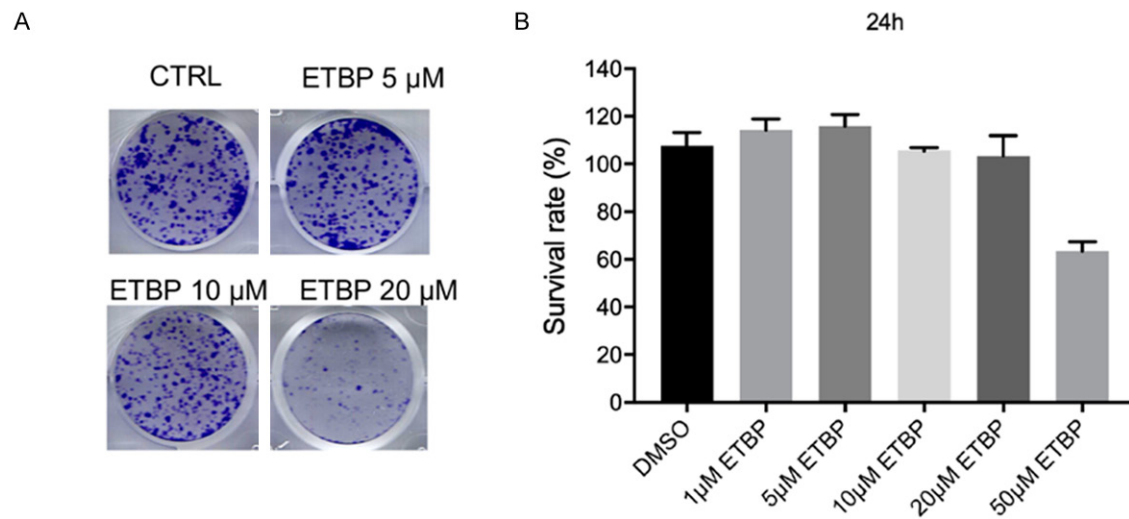 A
CTRL
ETBP 5 µM
ETBP 10 µM
ETBP 20 µM
B
24h
Survival rate (%)
140
120
100
80
60
40
20
0
DMSO
1µM ETBP
5µM ETBP
10µM ETBP
20µM ETBP
50µM ETBP